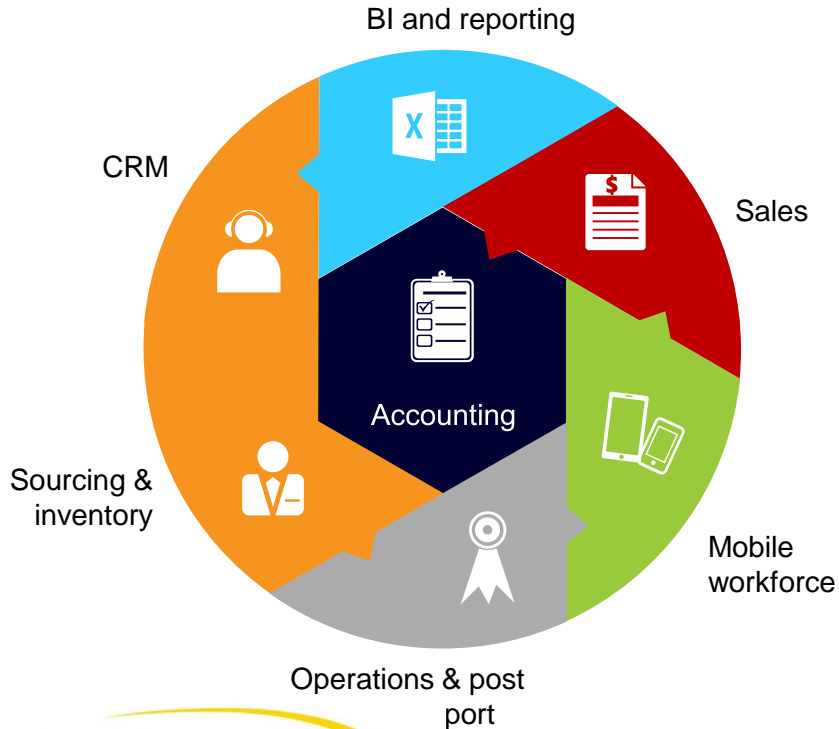 BI and reporting
CRM
X
$
Sales
Accounting
Sourcing &
inventory
Mobile
workforce
Operations & post
port